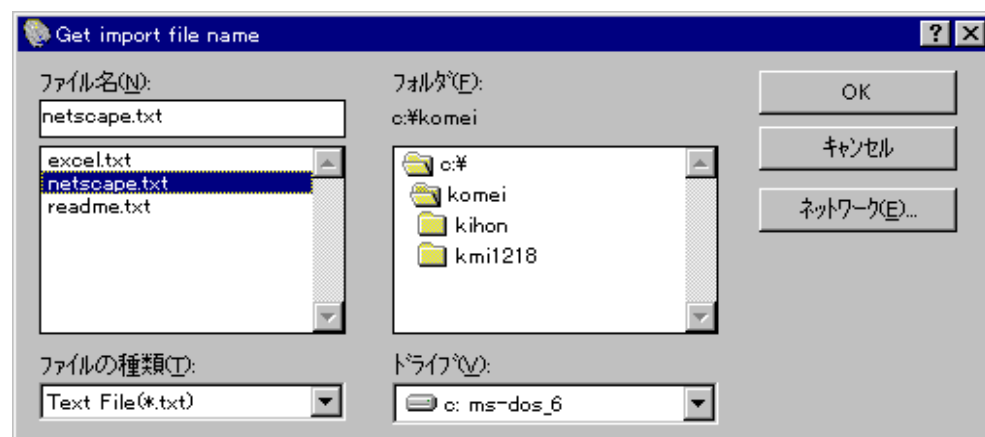 Get import file name
ファイル名(N):
netscape.txt
excel.txt
netscape.txt
readme.txt
ファイルの種類(T):
Text File(*.txt)
フォルダ(F):
c:¥komei
c:¥
komei
kihon
kmi1218
ドライブ(V):
c: ms-dos_6
OK
キャンセル
ネットワーク(E)...